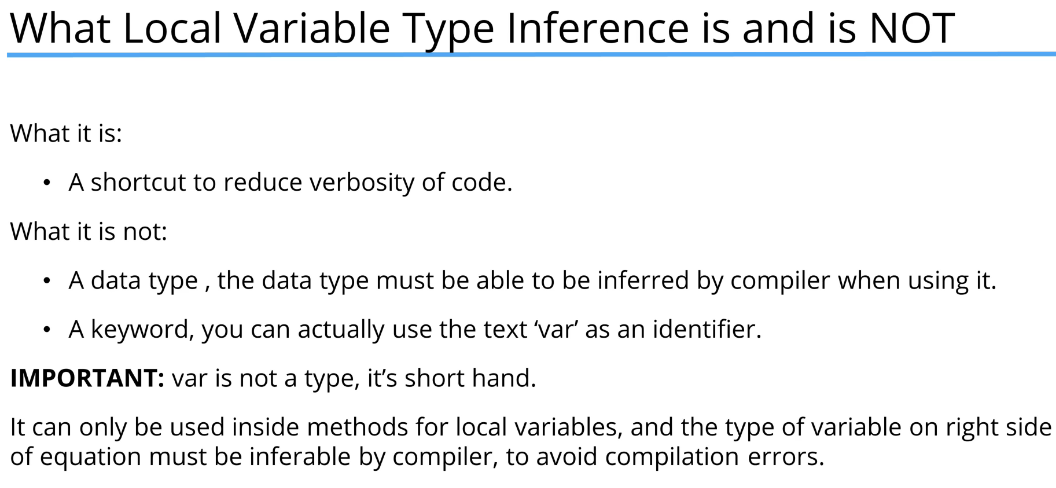 What Local Variable Type Inference is and is NOT
What it is:
• A shortcut to reduce verbosity of code.
What it is not:
• A data type , the data type must be able to be inferred by compiler when using it.
• A keyword, you can actually use the text ‘var’ as an identifier.
IMPORTANT: var is not a type, it’s short hand.
It can only be used inside methods for local variables, and the type of variable on right side
of equation must be inferable by compiler, to avoid compilation errors.